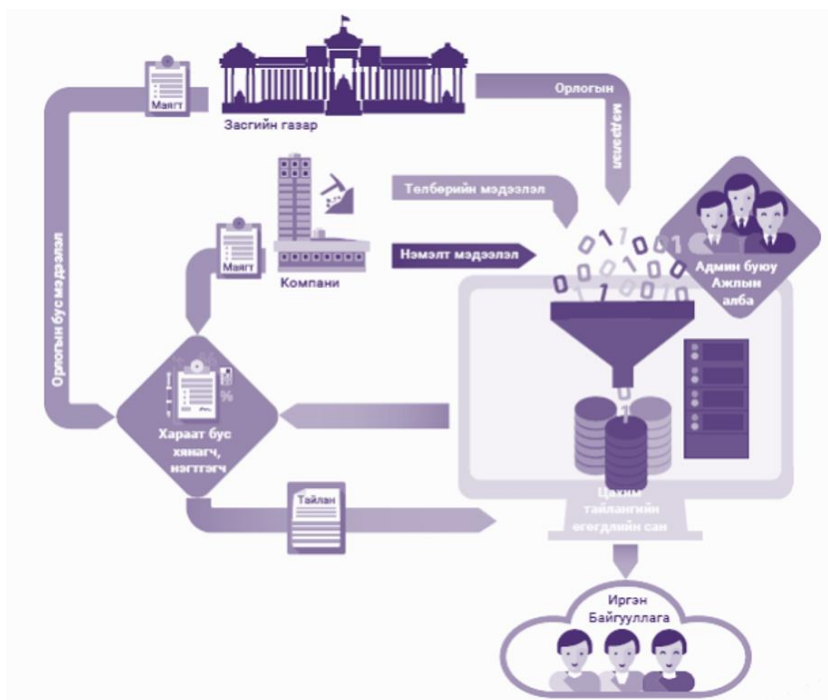 Маягт
Засгийн газар
Орлогын
мэдээлэл
Төлбөрийн мэдээлэл
Нэмэлт мэдээлэл
Маягт
Компани
Админ буюу
Ажлын
алба
Орлогын бус мэдээлэл
Хараат бус
хянагч,
нэгтгэгч
Тайлан
Цахим
тайлангийн
өгөгдлийн сан
Иргэн
Байгууллага